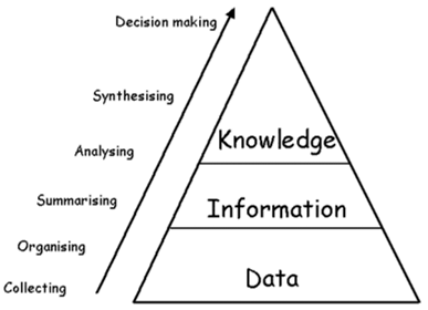 Decision making
Synthesising
Analysing
Knowledge
Summarising
Information
Organising
Data
Collecting